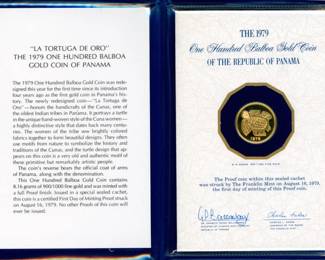 "LA TORTUGA DE ORO"
THE 1979 ONE HUNDRED BALBOA
GOLD COIN OF PANAMA
The 1979 One Hundred Balboa Gold Coin was rede-
signed this year for the first time since its introduction
four years ago as the first gold coin in Panama's history.
The newly redesigned coin—"La Tortuga de
Oro"—honors the handicrafts of the Cunas, one of
the oldest Indian tribes in Panama. It portrays a turtle
in the unique hand-woven style of the Cuna women—
a highly distinctive style that dates back many centu-
ries. The women of the tribe sew brightly colored
fabrics together to form beautiful designs. They often
use motifs from nature to symbolize the history and
traditions of the Cunas, and the turtle design that ap-
pears on this coin is a very old and authentic motif of
these primitive but remarkably artistic people.
The coin's reverse bears the official coat of arms
of Panama, along with the denomination.
This One Hundred Balboa Gold Coin contains
8.16 grams of 900/1000 fine gold and was minted with
a full Proof finish. Issued in a special sealed cachet,
this coin is a certified First Day of Minting Proof struck
on August 16, 1979. No other Proofs of this coin will
ever be issued.
THE 1979
One Hundred Balboa Gold Coin
OF THE REPUBLIC OF PANAMA
The Proof coin within this sealed cachet
was struck by The Franklin Mint on August 16, 1979,
the first day of minting of this Proof.